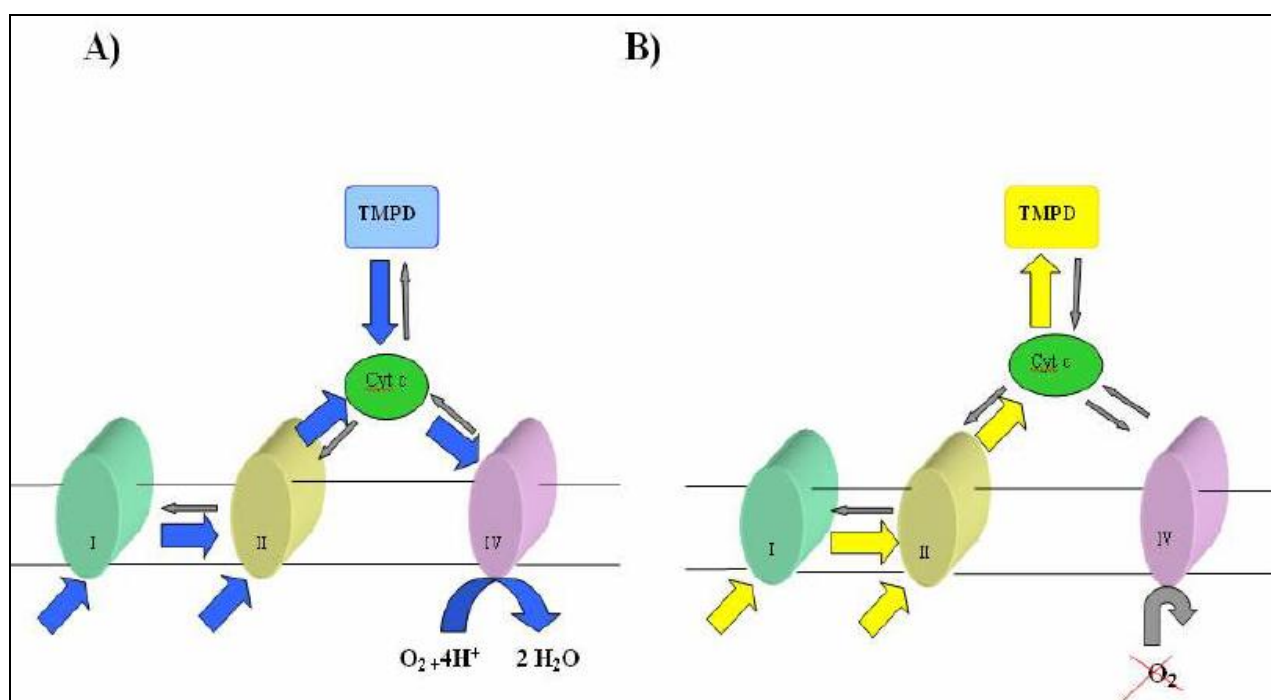 A)
TMPD
Cyt c
I
II
IV
O₂ +4H⁺ 2 H₂O
B)
TMPD
Cyt c
I
II
IV
O₂